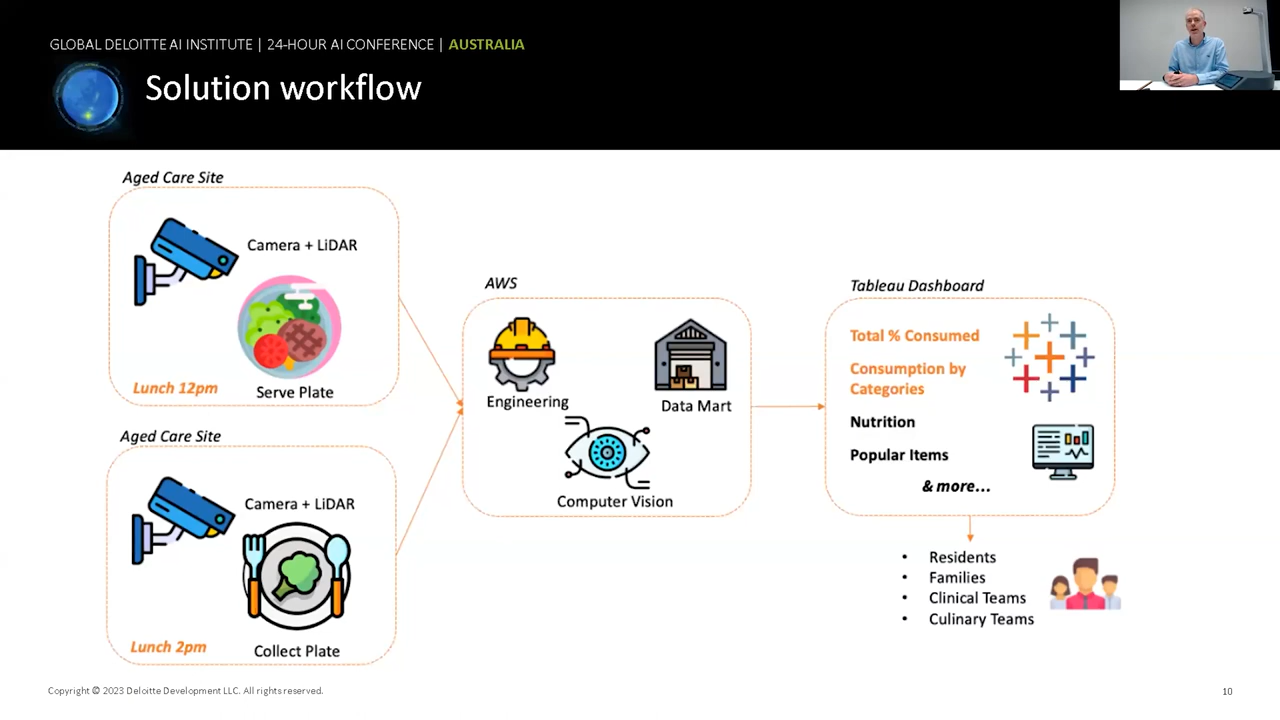 GLOBAL DELOITTE AI INSTITUTE | 24-HOUR AI CONFERENCE | AUSTRALIA
Solution workflow
Aged Care Site
Camera + LiDAR
Lunch 12pm
Serve Plate
Aged Care Site
Camera + LiDAR
Lunch 2pm
Collect Plate
AWS
Engineering
Data Mart
Computer Vision
Tableau Dashboard
Total % Consumed
Consumption by
Categories
Nutrition
Popular Items
& more...
• Residents
• Families
• Clinical Teams
• Culinary Teams
Copyright © 2023 Deloitte Development LLC. All rights reserved.
10